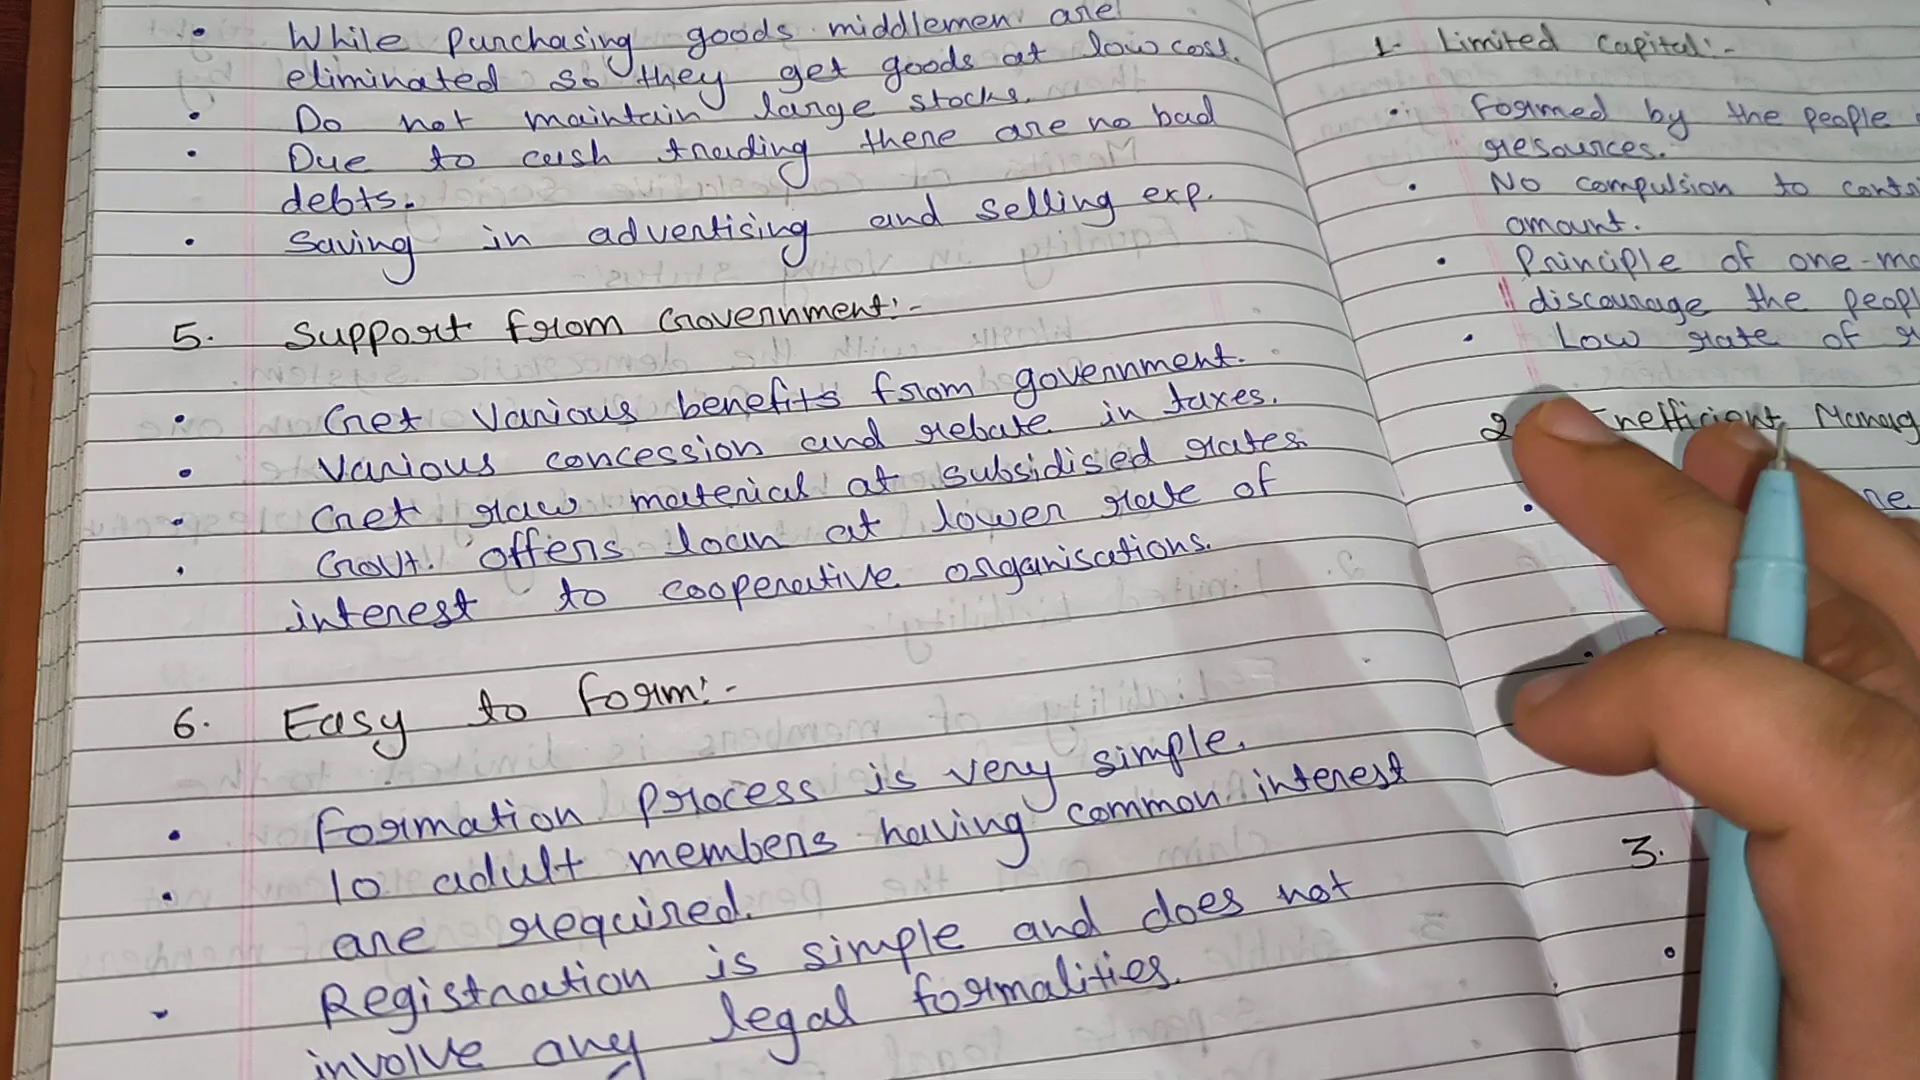 • While purchasing goods middlemen are
eliminated so they get goods at low cost.
• Do not maintain large stocks.
• Due to cash trading there are no bad
debts.
• Saving in advertising and selling exp.
5. Support from Government:-
• Get various benefits from government.
• Various concession and rebate in taxes.
• Get raw material at subsidised rates.
• Govt. offers loan at lower rate of
interest to cooperative organisations.
6. Easy to form:-
• Formation process is very simple.
• 10 adult members having common interest
are required.
• Registration is simple and does not
involve any legal formalities.
1. Limited Capital:-
• Formed by the people
resources.
• No compulsion to
amount.
• Principle of one-
discourage the
• Low rate of
2. Inefficient
3.